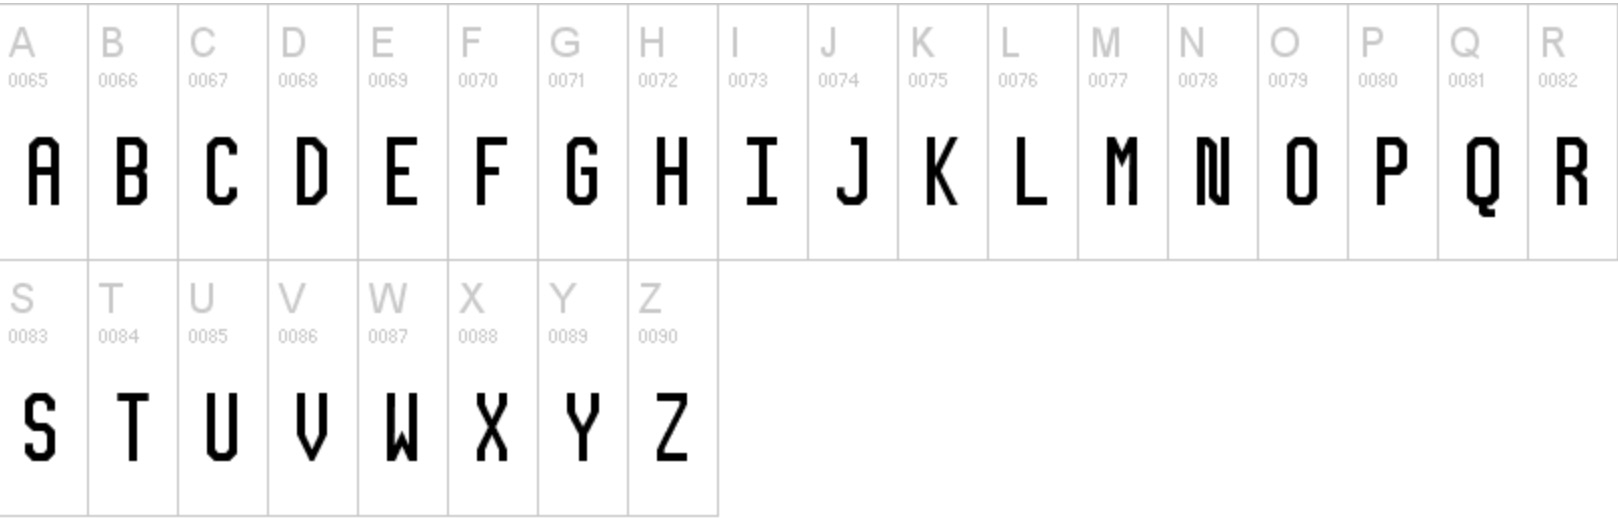 A B C D E F G H I J K L M N O P Q R
0065 0066 0067 0068 0069 0070 0071 0072 0073 0074 0075 0076 0077 0078 0079 0080 0081 0082
A B C D E F G H I J K L M N O P Q R
S T U V W X Y Z
0083 0084 0085 0086 0087 0088 0089 0090
S T U V W X Y Z